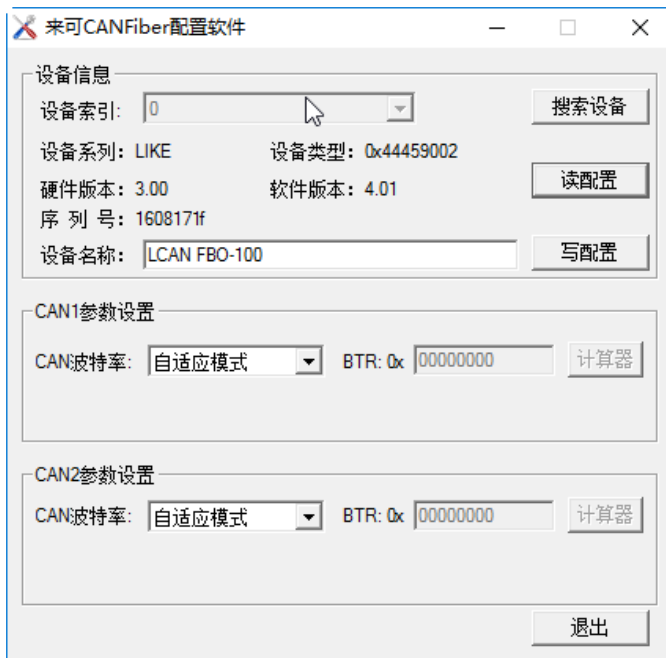 来可CANFiber配置软件
设备信息
设备索引: 0 搜索设备
设备系列: LIKE 设备类型: 0x44459002
读配置
硬件版本: 3.00 软件版本: 4.01
序 列 号: 1608171f
设备名称: LCAN FBO-100 写配置
CAN1参数设置
CAN波特率: 自适应模式 BTR: 0x 00000000 计算器
CAN2参数设置
CAN波特率: 自适应模式 BTR: 0x 00000000 计算器
退出